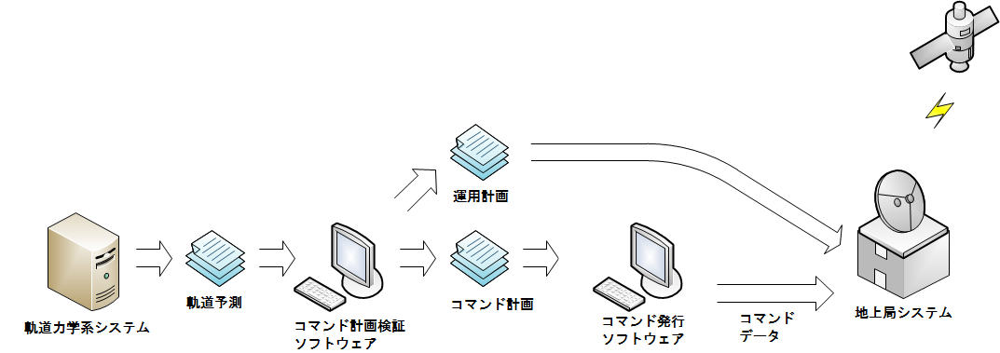 軌道力学系システム
軌道予測
コマンド計画検証
ソフトウェア
運用計画
コマンド計画
コマンド発行
ソフトウェア
コマンド
データ
地上局システム